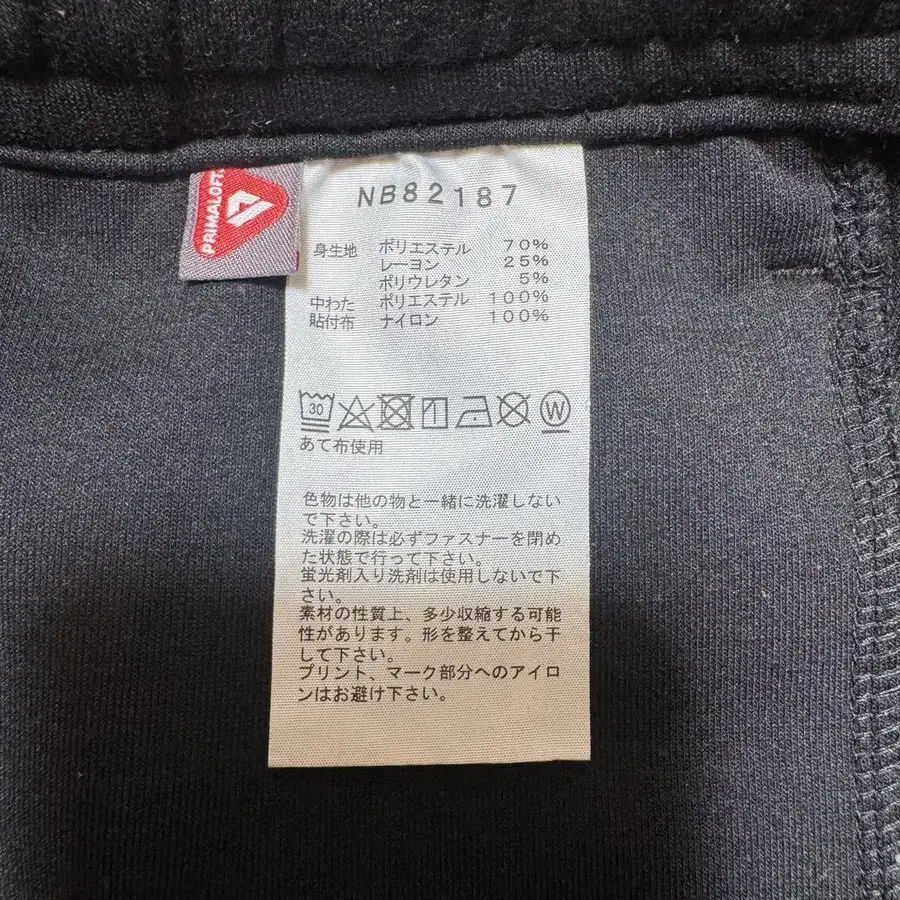 PRIMALOFT
NB82187
身生地 ポリエステル 70%
レーヨン 25%
ポリウレタン 5%
中わた ポリエステル 100%
貼付布 ナイロン 100%
30 W
あて布使用
色物は他の物と一緒に洗濯しない
で下さい。
洗濯の際は必ずファスナーを閉め
た状態で行って下さい。
蛍光剤入り洗剤は使用しないで下
さい。
素材の性質上、多少収縮する可能
性があります。形を整えてから干
して下さい。
プリント、マーク部分へのアイロ
ンはお避け下さい。